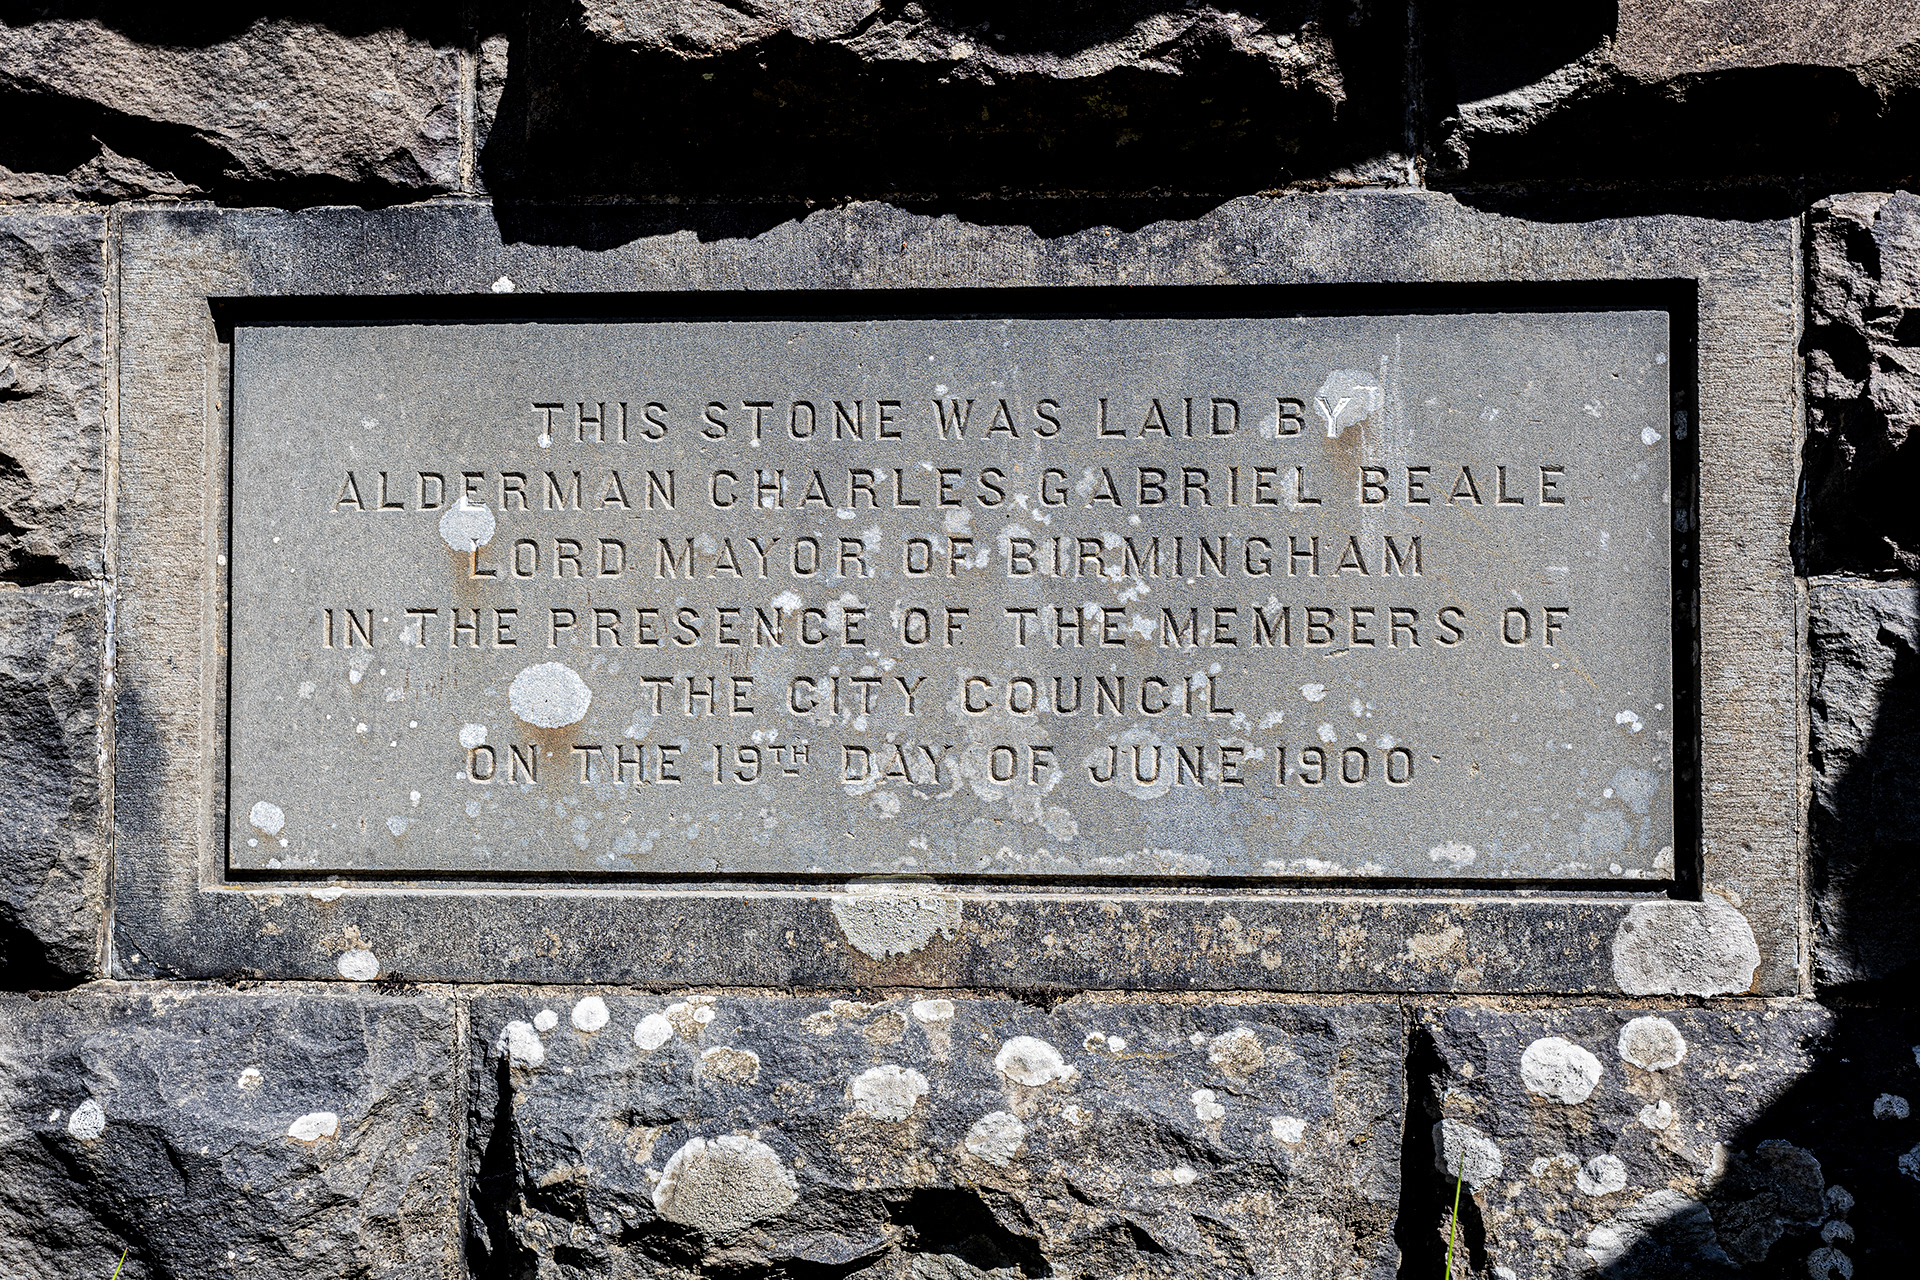 THIS STONE WAS LAID BY
ALDERMAN CHARLES GABRIEL BEALE
LORD MAYOR OF BIRMINGHAM
IN THE PRESENCE OF THE MEMBERS OF
THE CITY COUNCIL
ON THE 19TH DAY OF JUNE 1900